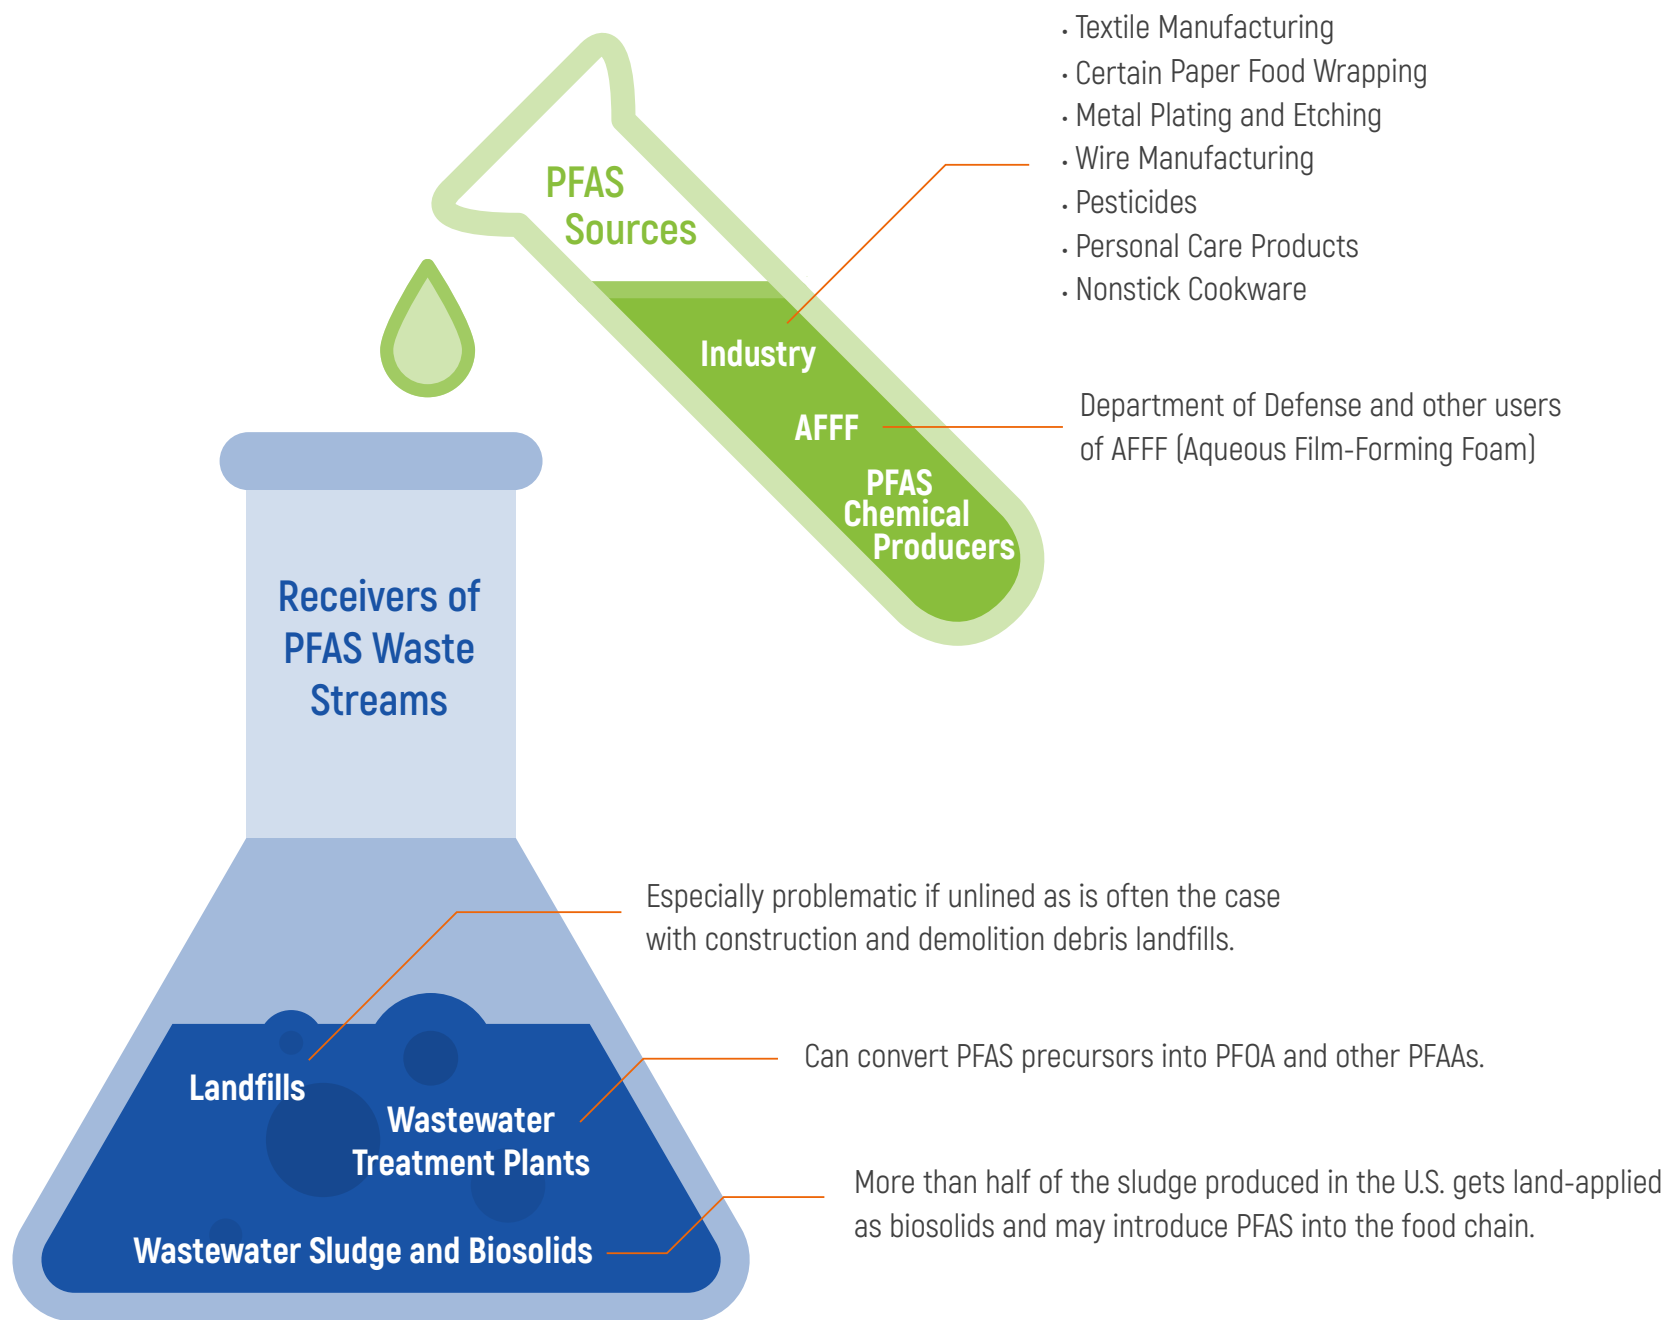 PFAS
Sources
Industry
· Textile Manufacturing
· Certain Paper Food Wrapping
· Metal Plating and Etching
· Wire Manufacturing
· Pesticides
· Personal Care Products
· Nonstick Cookware
AFFF
Department of Defense and other users
of AFFF (Aqueous Film-Forming Foam)
PFAS
Chemical
Producers
Receivers of
PFAS Waste
Streams
Landfills
Especially problematic if unlined as is often the case
with construction and demolition debris landfills.
Wastewater
Treatment Plants
Can convert PFAS precursors into PFOA and other PFAAs.
Wastewater Sludge and Biosolids
More than half of the sludge produced in the U.S. gets land-applied
as biosolids and may introduce PFAS into the food chain.